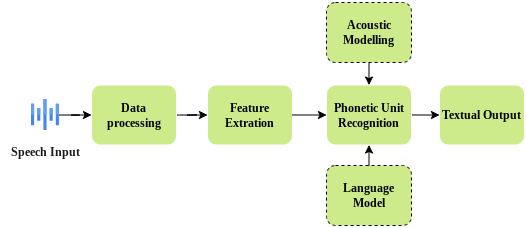 Acoustic
Modelling
Data
processing
Feature
Extration
Phonetic Unit
Recognition
Textual Output
Speech Input
Language
Model